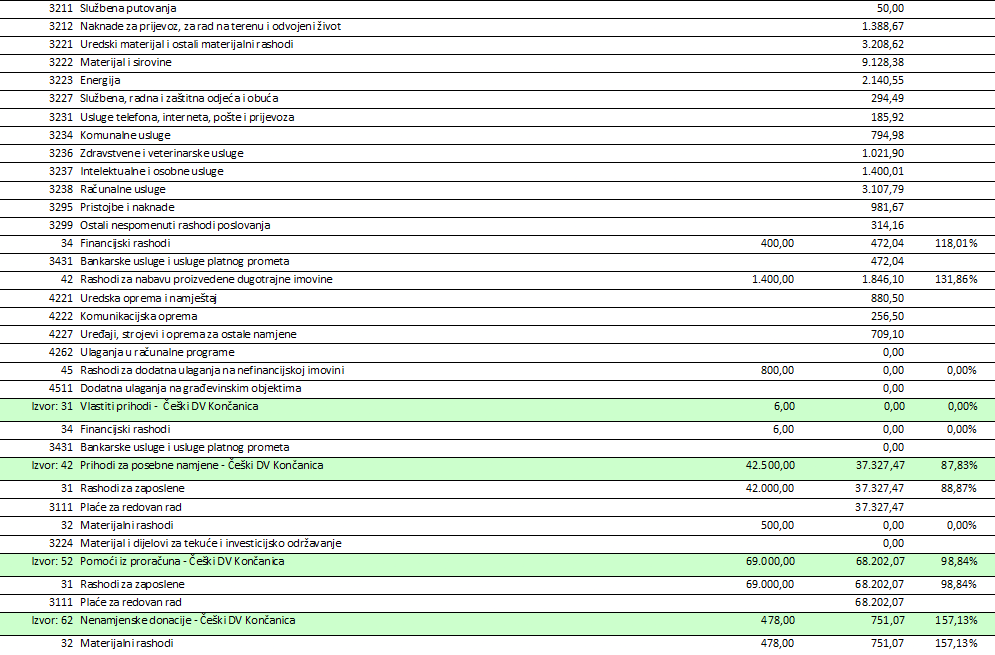 3211 Službena putovanja 50,00
3212 Naknade za prijevoz, za rad na terenu i odvojeni život 1.388,67
3221 Uredski materijal i ostali materijalni rashodi 3.208,62
3222 Materijal i sirovine 9.128,38
3223 Energija 2.140,55
3227 Službena, radna i zaštitna odjeća i obuća 294,49
3231 Usluge telefona, interneta, pošte i prijevoza 185,92
3234 Komunalne usluge 794,98
3236 Zdravstvene i veterinarske usluge 1.021,90
3237 Intelektualne i osobne usluge 1.400,01
3238 Računalne usluge 3.107,79
3295 Pristojbe i naknade 981,67
3299 Ostali nespomenuti rashodi poslovanja 314,16
34 Financijski rashodi 400,00 472,04 118,01%
3431 Bankarske usluge i usluge platnog prometa 472,04
42 Rashodi za nabavu proizvedene dugotrajne imovine 1.400,00 1.846,10 131,86%
4221 Uredska oprema i namještaj 880,50
4222 Komunikacijska oprema 256,50
4227 Uređaji, strojevi i oprema za ostale namjene 709,10
4262 Ulaganja u računalne programe 0,00
45 Rashodi za dodatna ulaganja na nefinancijskoj imovini 800,00 0,00 0,00%
4511 Dodatna ulaganja na građevinskim objektima 0,00
Izvor: 31 Vlastiti prihodi - Češki DV Končanica 6,00 0,00 0,00%
34 Financijski rashodi 6,00 0,00 0,00%
3431 Bankarske usluge i usluge platnog prometa 0,00
Izvor: 42 Prihodi za posebne namjene - Češki DV Končanica 42.500,00 37.327,47 87,83%
31 Rashodi za zaposlene 42.000,00 37.327,47 88,87%
3111 Plaće za redovan rad 37.327,47
32 Materijalni rashodi 500,00 0,00 0,00%
3224 Materijal i dijelovi za tekuće i investicijsko održavanje 0,00
Izvor: 52 Pomoći iz proračuna - Češki DV Končanica 69.000,00 68.202,07 98,84%
31 Rashodi za zaposlene 69.000,00 68.202,07 98,84%
3111 Plaće za redovan rad 68.202,07
Izvor: 62 Nenamjenske donacije - Češki DV Končanica 478,00 751,07 157,13%
32 Materijalni rashodi 478,00 751,07 157,13%